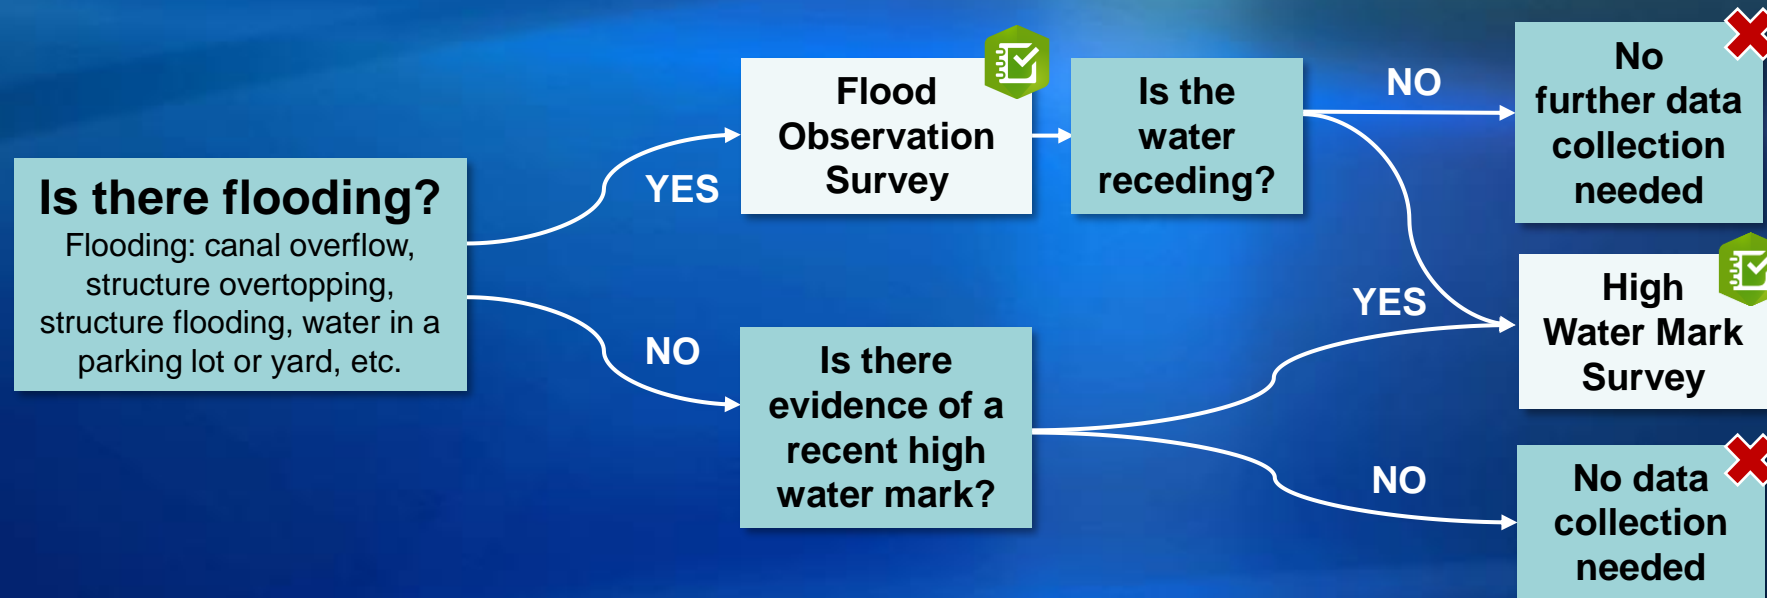 Is there flooding?
Flooding: canal overflow,
structure overtopping,
structure flooding, water in a
parking lot or yard, etc.
YES
NO
Flood
Observation
Survey
Is the
water
receding?
NO
YES
No
further data
collection
needed
High
Water Mark
Survey
Is there
evidence of a
recent high
water mark?
NO
No data
collection
needed